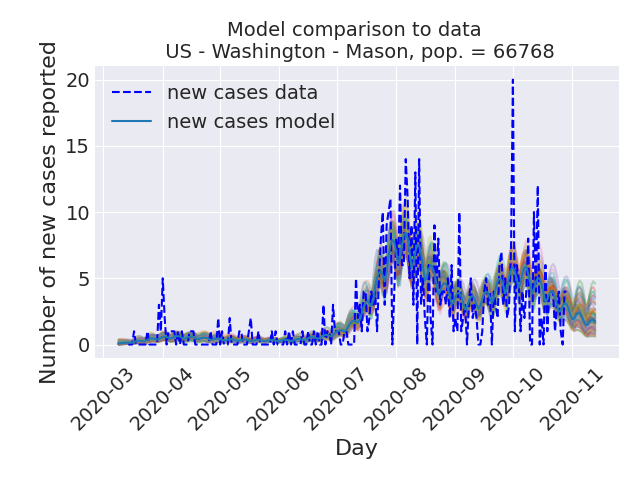 Model comparison to data
US - Washington - Mason, pop. = 66768
Number of new cases reported
20
15
10
5
0
new cases data
new cases model
2020-03
2020-04
2020-05
2020-06
2020-07
2020-08
2020-09
2020-10
2020-11
Day